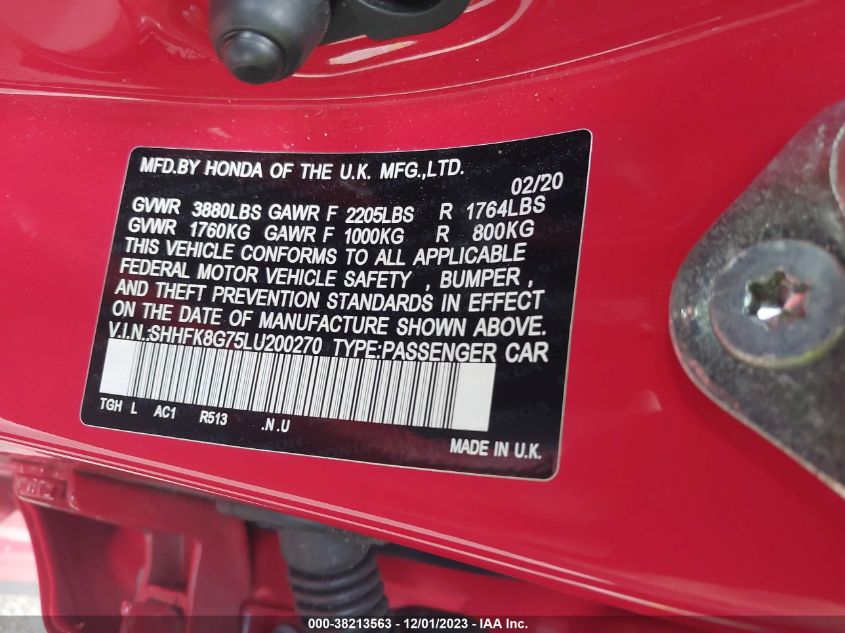 MFD.BY HONDA OF THE U.K. MFG.,LTD.
02/20
GVWR 3880LBS GAWR F 2205LBS R 1764LBS
GVWR 1760KG GAWR F 1000KG R 800KG
THIS VEHICLE CONFORMS TO ALL APPLICABLE
FEDERAL MOTOR VEHICLE SAFETY , BUMPER ,
AND THEFT PREVENTION STANDARDS IN EFFECT
ON THE DATE OF MANUFACTURE SHOWN ABOVE.
V.I.N.:SHHFK8G75LU200270 TYPE:PASSENGER CAR
TGH L AC1 R513 .N.U
MADE IN U.K.
000-38213563 - 12/01/2023 - IAA Inc.